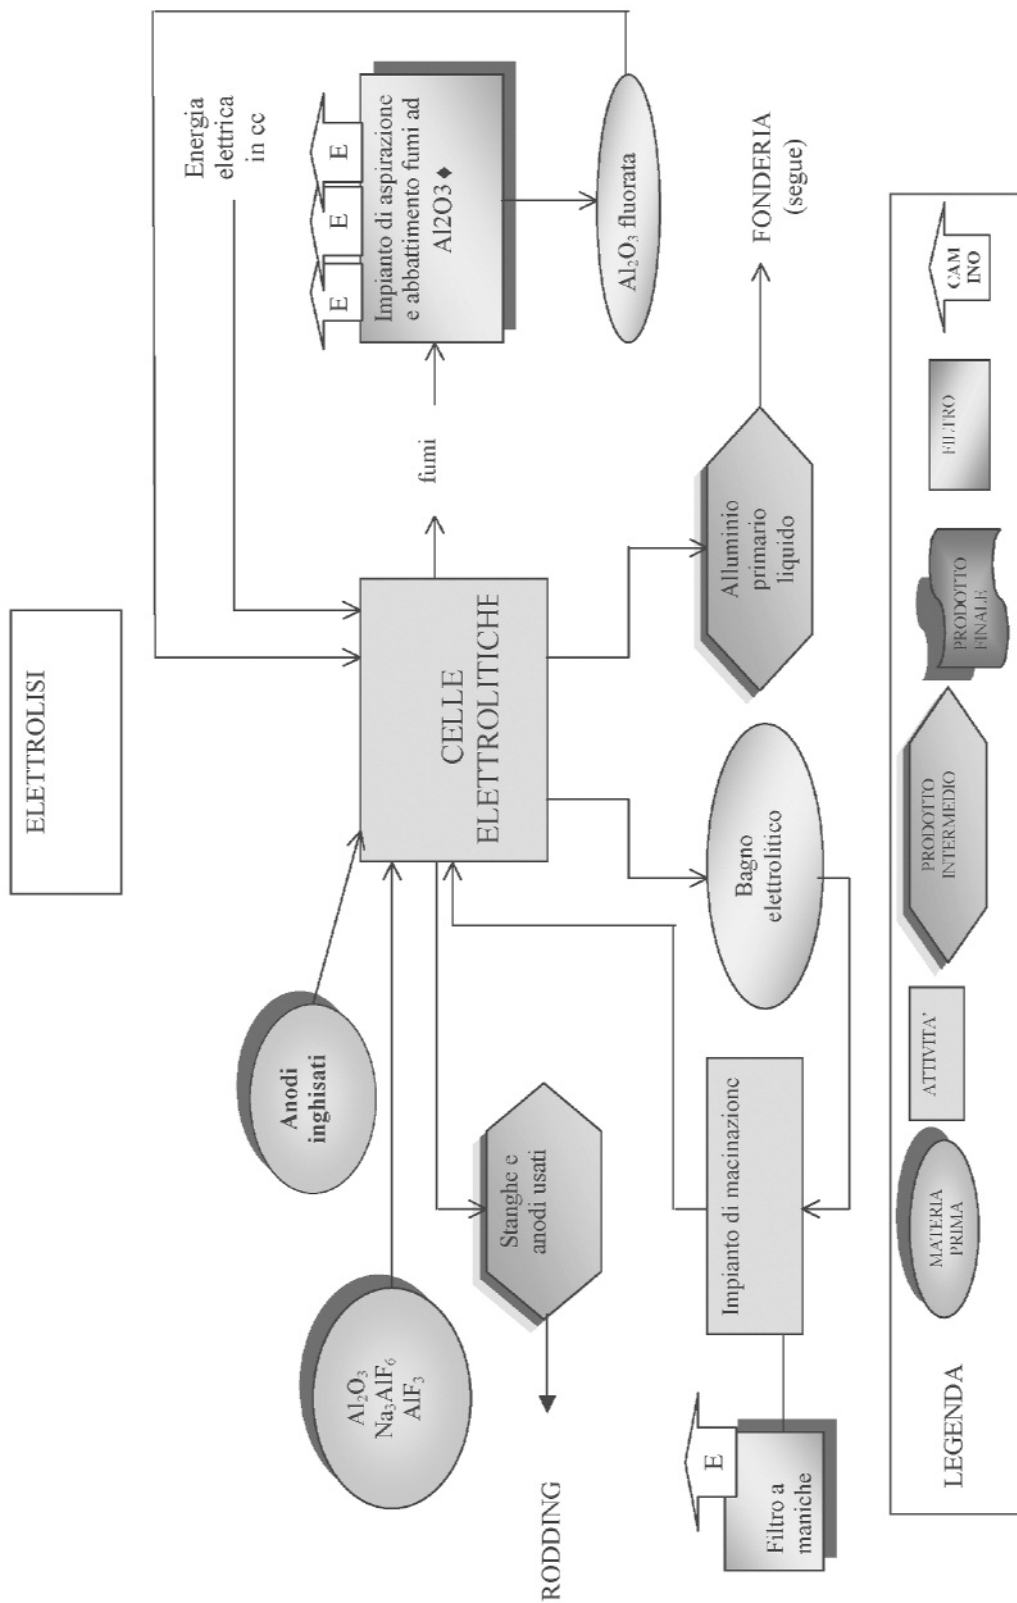 ELETTROLISI
Energia
elettrica
in cc
Anodi
inghisati
Al₂O₃
Na₃AlF₆
AlF₃
CELLE
ELETTROLITICHE
fumi
E
E
E
Impianto di aspirazione
e abbattimento fumi ad
Al2O3♦
Al₂O₃ fluorata
Stanghe e
anodi usati
RODDING
Alluminio
primario
liquido
FONDERIA
(segue)
Bagno
elettrolitico
Impianto di macinazione
E
Filtro a
maniche
LEGENDA
MATERIA
PRIMA
ATTIVITA'
PRODOTTO
INTERMEDIO
PRODOTTO
FINALE
FILTRO
CAM
INO